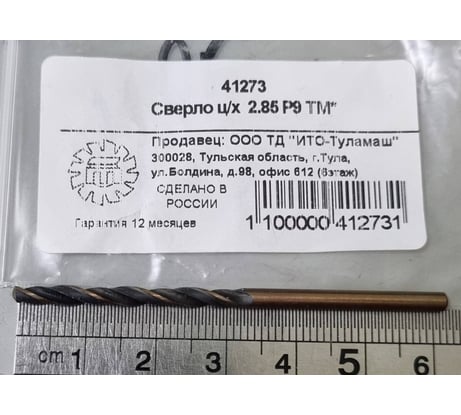 41273
Сверло ц/х 2.85 Р9 ТМ*
Продавец: ООО ТД "ИТО-Туламаш"
300028, Тульская область, г.Тула,
ул.Болдина, д.98, офис 612 (6этаж)
СДЕЛАНО В
РОССИИ
Гарантия 12 месяцев
1 100000 412731
cm 1 2 3 4 5 6